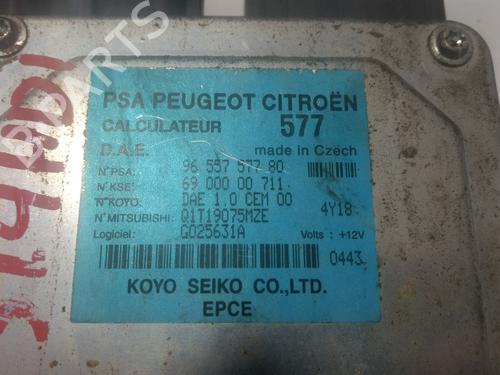 PSA PEUGEOT CITROËN
CALCULATEUR 577
D.A.E. made in Czech
N° PSA: 96 557 577 80
N° KSE: 69 000 00 711
N° KOYO: DAE 1.0 CEM 00
N° MITSUBISHI: Q1T19075MZE 4Y18
Logiciel: G025631A Volts : +12V
0443
KOYO SEIKO CO.,LTD.
EPCE